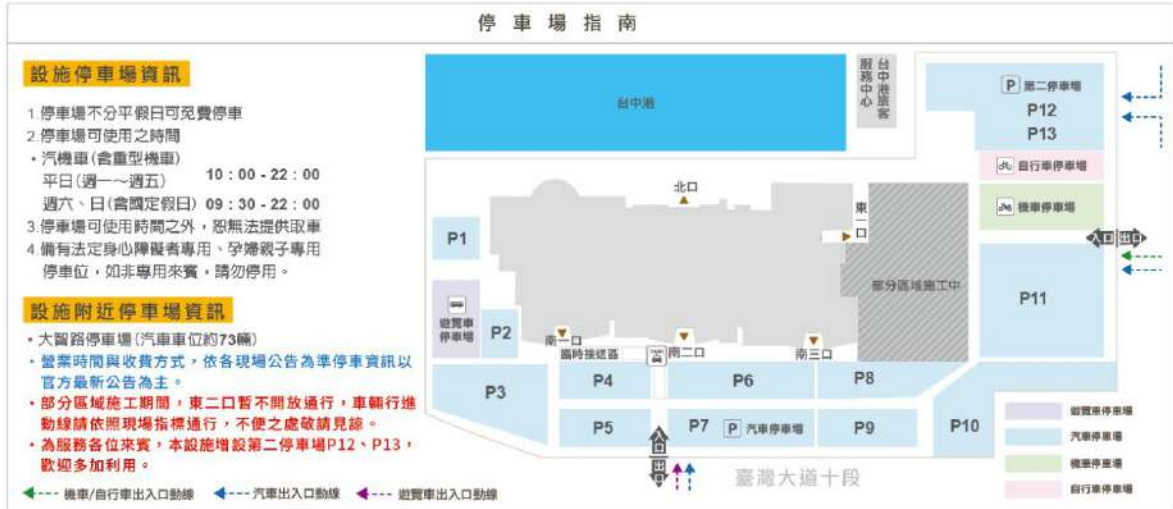 停車場指南
設施停車場資訊
1.停車場不分平假日可免費停車
2.停車場可使用之時間
・汽機車(含重型機車)
平日(週一～週五) 10：00 - 22：00
週六、日(含國定假日) 09：30 - 22：00
3.停車場可使用時間之外，恕無法提供取車
4.備有法定身心障礙者專用、孕婦親子專用
停車位，如非專用來賓，請勿停用。
設施附近停車場資訊
・大智路停車場(汽車車位約73輛)
・營業時間與收費方式，依各現場公告為準停車資訊以
官方最新公告為主。
・部分區域施工期間，東二口暫不開放通行，車輛行進
動線請依照現場指標通行，不便之處敬請見諒。
・為服務各位來賓，本設施增設第二停車場P12、P13，
歡迎多加利用。
機車/自行車出入口動線
汽車出入口動線
遊覽車出入口動線
台中港
台中港旅客
服務中心
P 第二停車場
P12
P13
自行車停車場
機車停車場
入口
出口
北口
東一口
部分區域施工中
P1
遊覽車
停車場
P2
P3
南一口
臨時接送區
TAXI
南二口
南三口
P4
P6
P8
P11
P5
P7
P 汽車停車場
P9
P10
入口
出口
臺灣大道十段
遊覽車停車場
汽車停車場
機車停車場
自行車停車場